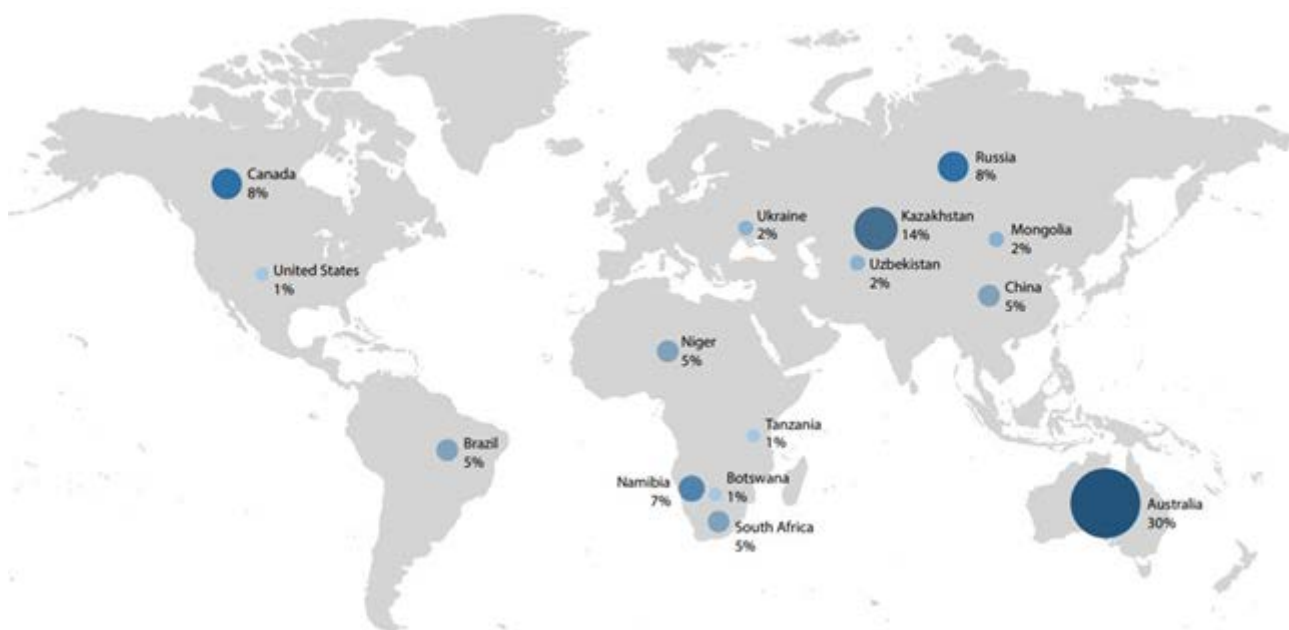 Canada
8%
United States
1%
Brazil
5%
Ukraine
2%
Niger
5%
Tanzania
1%
Namibia
7%
Botswana
1%
South Africa
5%
Russia
8%
Kazakhstan
14%
Uzbekistan
2%
Mongolia
2%
China
5%
Australia
30%